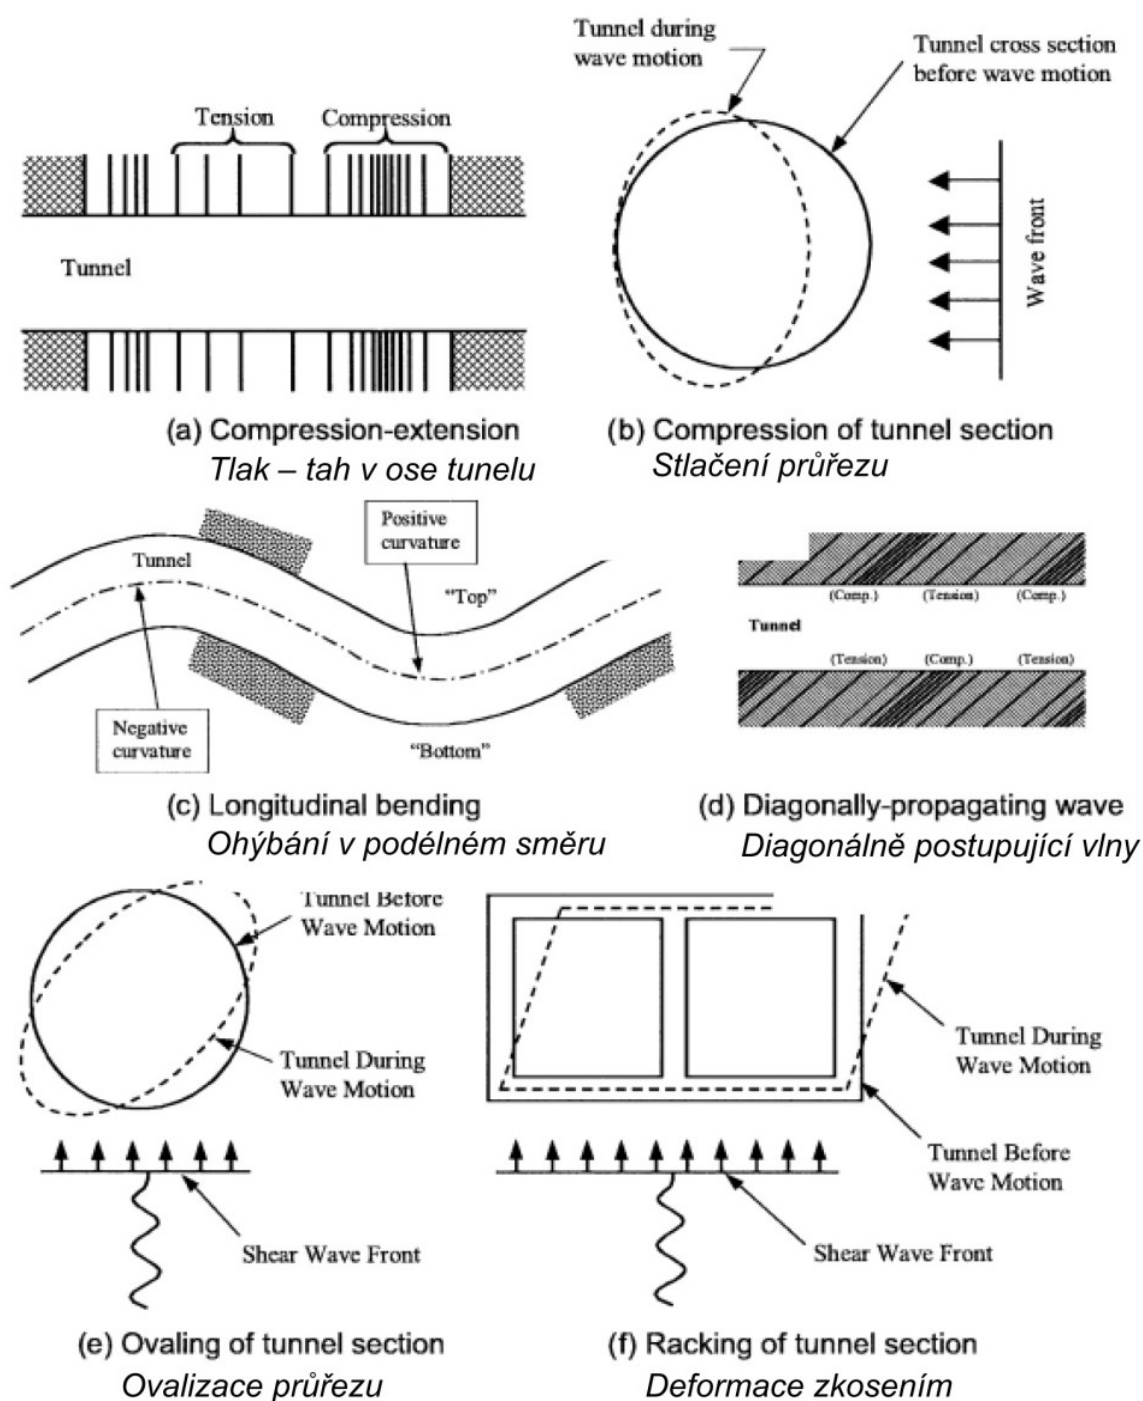 Tunnel during
wave motion
Tunnel cross section
before wave motion
Tension
Compression
Tunnel
Wave front
(a) Compression-extension
Tlak – tah v ose tunelu
(b) Compression of tunnel section
Stlačení průřezu
Positive
curvature
Tunnel
"Top"
Negative
curvature
"Bottom"
(Comp.)
(Tension)
(Comp.)
Tunnel
(Tension)
(Comp.)
(Tension)
(c) Longitudinal bending
Ohýbání v podélném směru
(d) Diagonally-propagating wave
Diagonálně postupující vlny
Tunnel Before
Wave Motion
Tunnel During
Wave Motion
Shear Wave Front
Tunnel During
Wave Motion
Tunnel Before
Wave Motion
Shear Wave Front
(e) Ovaling of tunnel section
Ovalizace průřezu
(f) Racking of tunnel section
Deformace zkosením